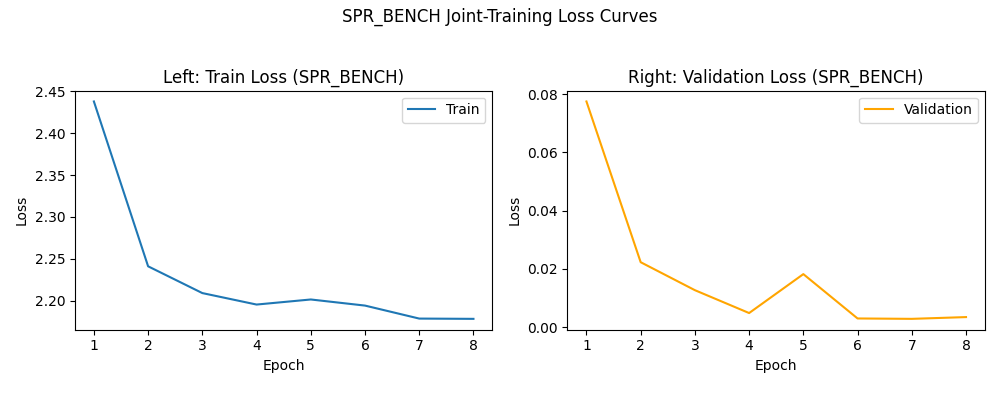 SPR_BENCH Joint-Training Loss Curves
Left: Train Loss (SPR_BENCH)
2.45
2.40
2.35
2.30
2.25
2.20
Loss
Train
1 2 3 4 5 6 7 8
Epoch
Right: Validation Loss (SPR_BENCH)
0.08
0.06
0.04
0.02
0.00
Loss
Validation
1 2 3 4 5 6 7 8
Epoch